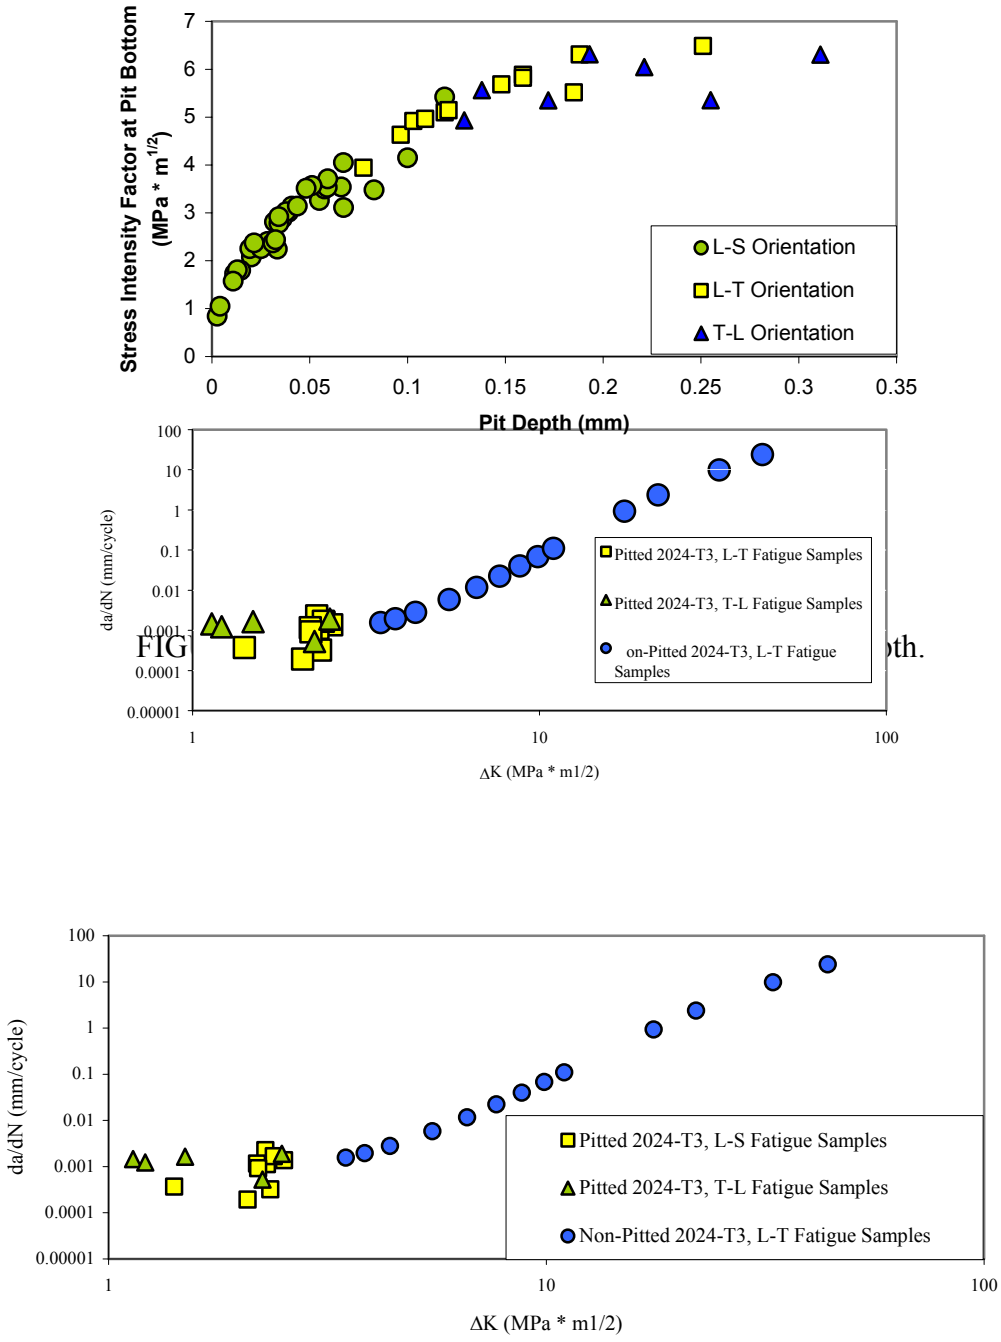 7
6
5
4
3
2
1
0
Stress Intensity Factor at Pit Bottom
(MPa * m1/2)
L-S Orientation
L-T Orientation
T-L Orientation
0 0.05 0.1 0.15 0.2 0.25 0.3 0.35
Pit Depth (mm)
100
10
1
0.1
0.01
0.001
0.0001
0.00001
da/dN (mm/cycle)
Pitted 2024-T3, L-T Fatigue Samples
Pitted 2024-T3, T-L Fatigue Samples
on-Pitted 2024-T3, L-T Fatigue
Samples
FIG pth.
1 10 100
ΔK (MPa * m1/2)
100
10
1
0.1
0.01
0.001
0.0001
0.00001
da/dN (mm/cycle)
Pitted 2024-T3, L-S Fatigue Samples
Pitted 2024-T3, T-L Fatigue Samples
Non-Pitted 2024-T3, L-T Fatigue Samples
1 10 100
ΔK (MPa * m1/2)